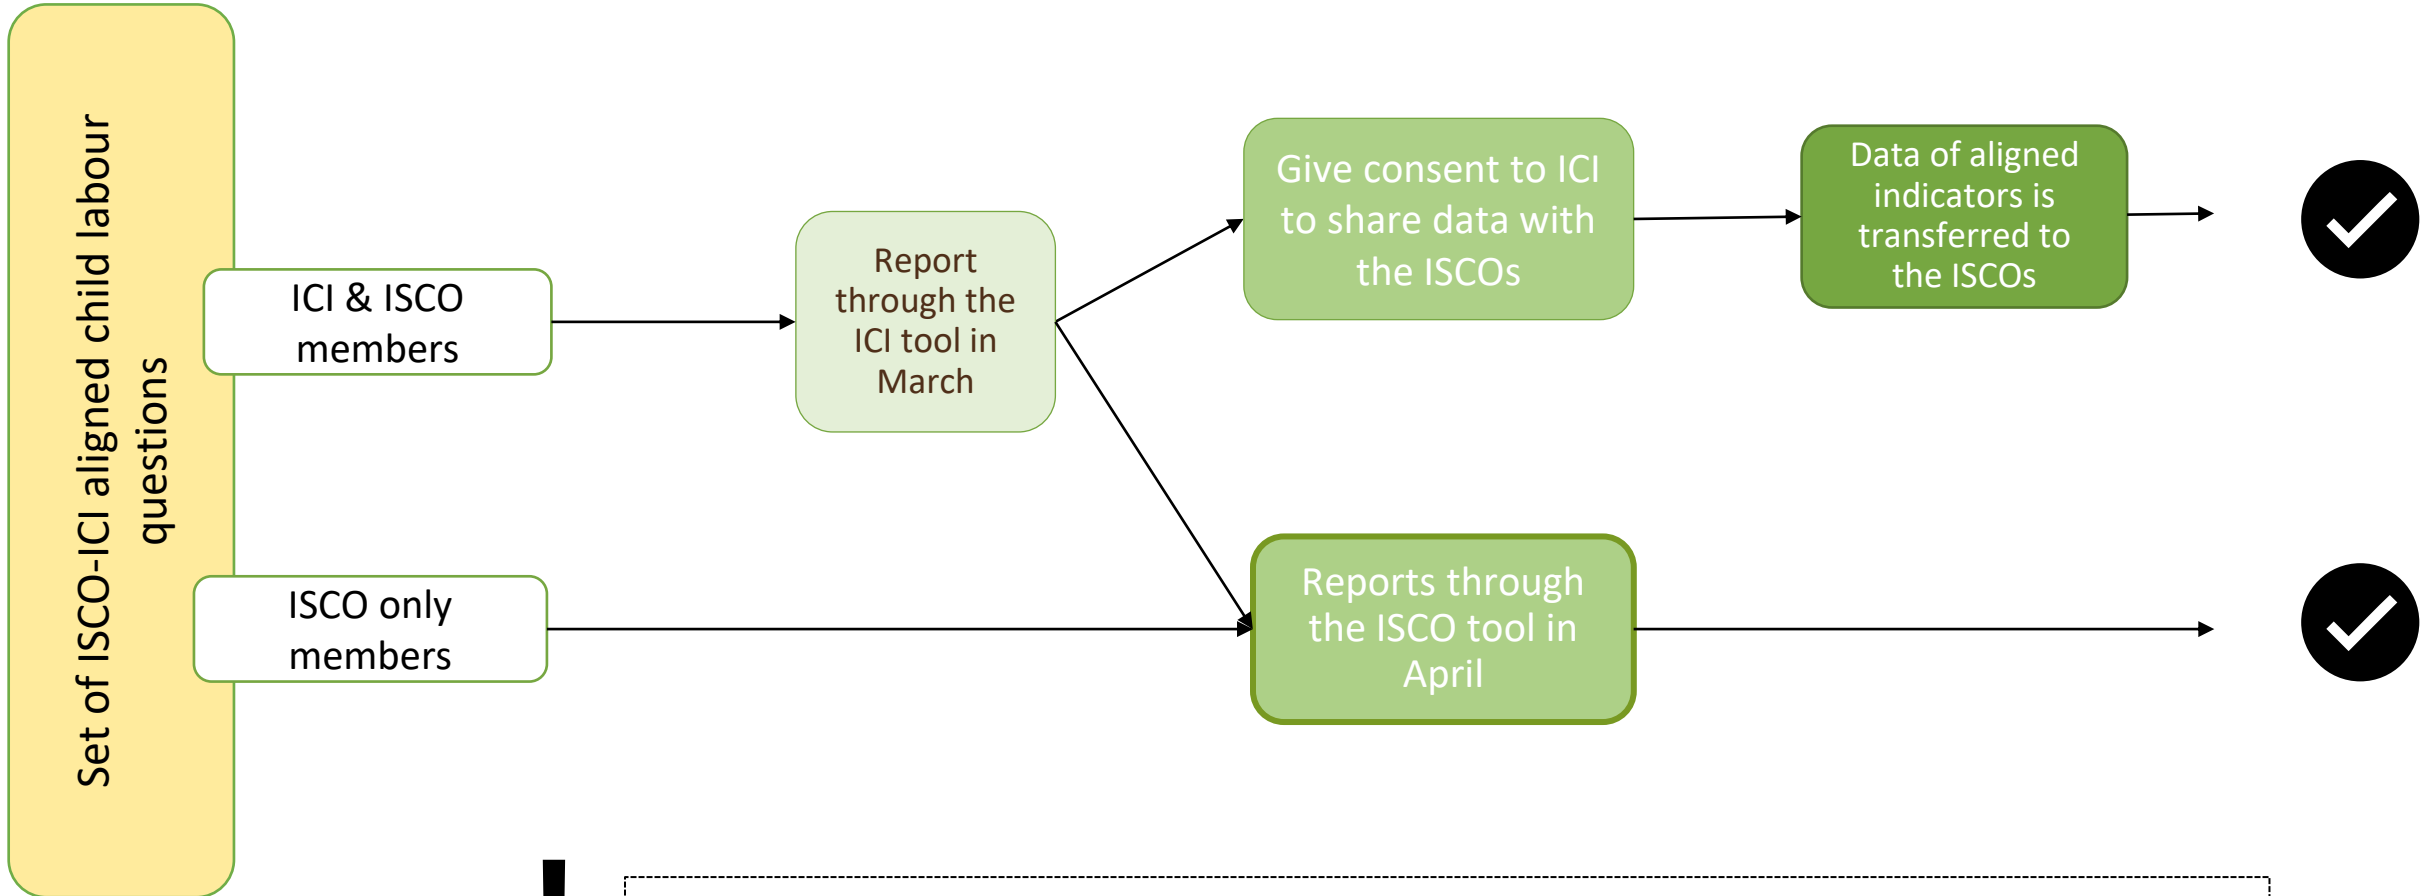 Set of ISCO-ICI aligned child labour
questions
ICI & ISCO
members
Report
through the
ICI tool in
March
Give consent to ICI
to share data with
the ISCOs
Data of aligned
indicators is
transferred to
the ISCOs
ISCO only
members
Reports through
the ISCO tool in
April
!